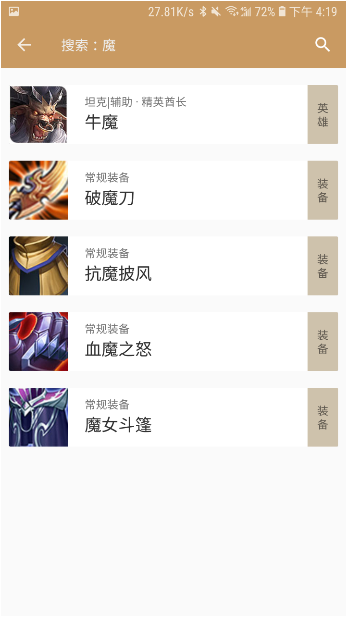 27.81K/s 72% 下午 4:19
搜索：魔
坦克|辅助 · 精英酋长
牛魔
英雄
常规装备
破魔刀
装备
常规装备
抗魔披风
装备
常规装备
血魔之怒
装备
常规装备
魔女斗篷
装备